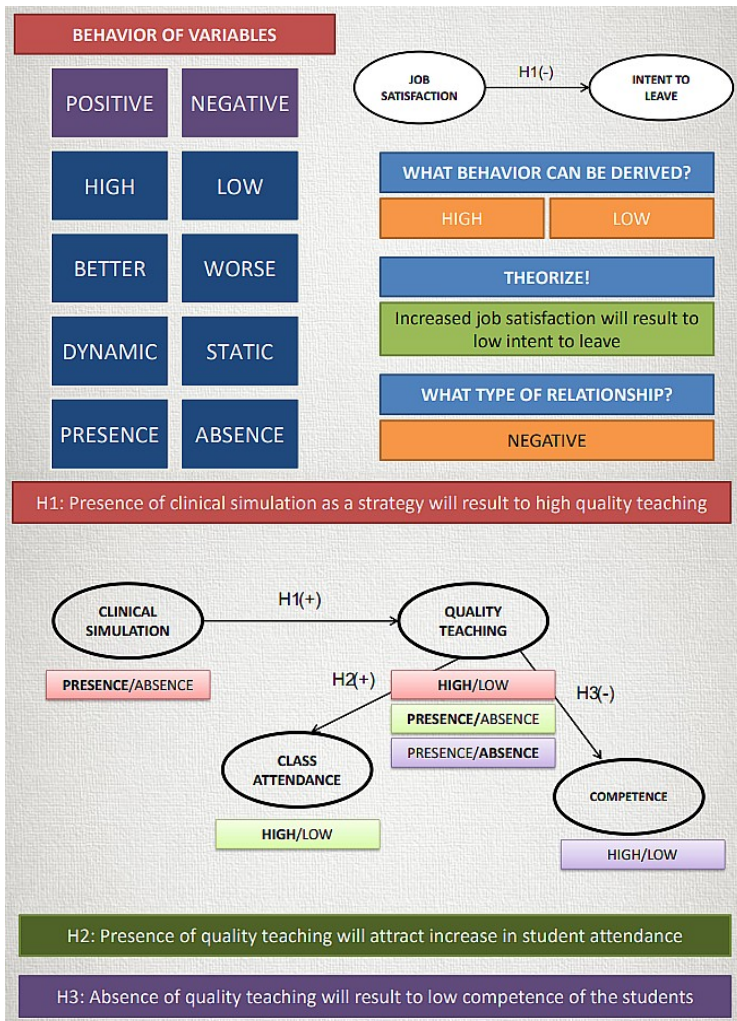 BEHAVIOR OF VARIABLES
POSITIVE
NEGATIVE
HIGH
LOW
BETTER
WORSE
DYNAMIC
STATIC
PRESENCE
ABSENCE
JOB
SATISFACTION
H1(-)
INTENT TO
LEAVE
WHAT BEHAVIOR CAN BE DERIVED?
HIGH
LOW
THEORIZE!
Increased job satisfaction will result to
low intent to leave
WHAT TYPE OF RELATIONSHIP?
NEGATIVE
H1: Presence of clinical simulation as a strategy will result to high quality teaching
CLINICAL
SIMULATION
H1(+)
QUALITY
TEACHING
PRESENCE/ABSENCE
H2(+)
HIGH/LOW
H3(-)
PRESENCE/ABSENCE
PRESENCE/ABSENCE
CLASS
ATTENDANCE
COMPETENCE
HIGH/LOW
HIGH/LOW
H2: Presence of quality teaching will attract increase in student attendance
H3: Absence of quality teaching will result to low competence of the students